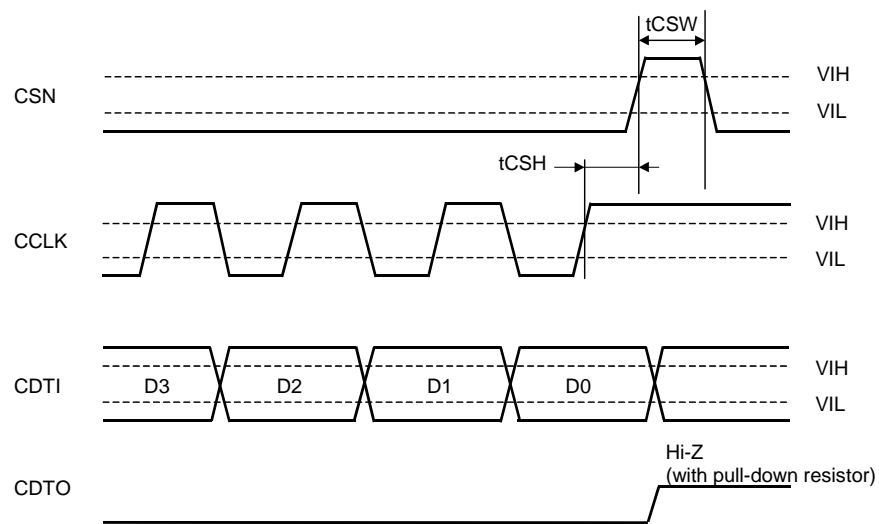 tCSW
VIH
CSN
VIL
tCSH
VIH
CCLK
VIL
VIH
CDTI D3 D2 D1 D0
VIL
Hi-Z
(with pull-down resistor)
CDTO